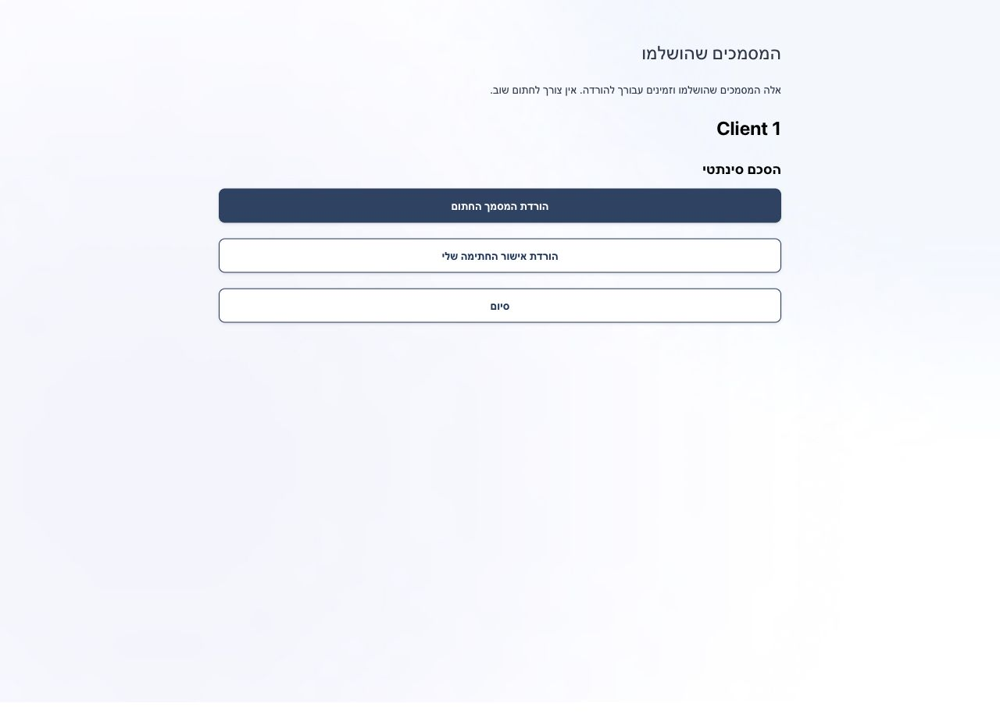 המסמכים שהושלמו
אלה המסמכים שהושלמו וזמינים עבורך להורדה. אין צורך לחתום שוב.
Client 1
הסכם סינתטי
הורדת המסמך החתום
הורדת אישור החתימה שלי
סיום